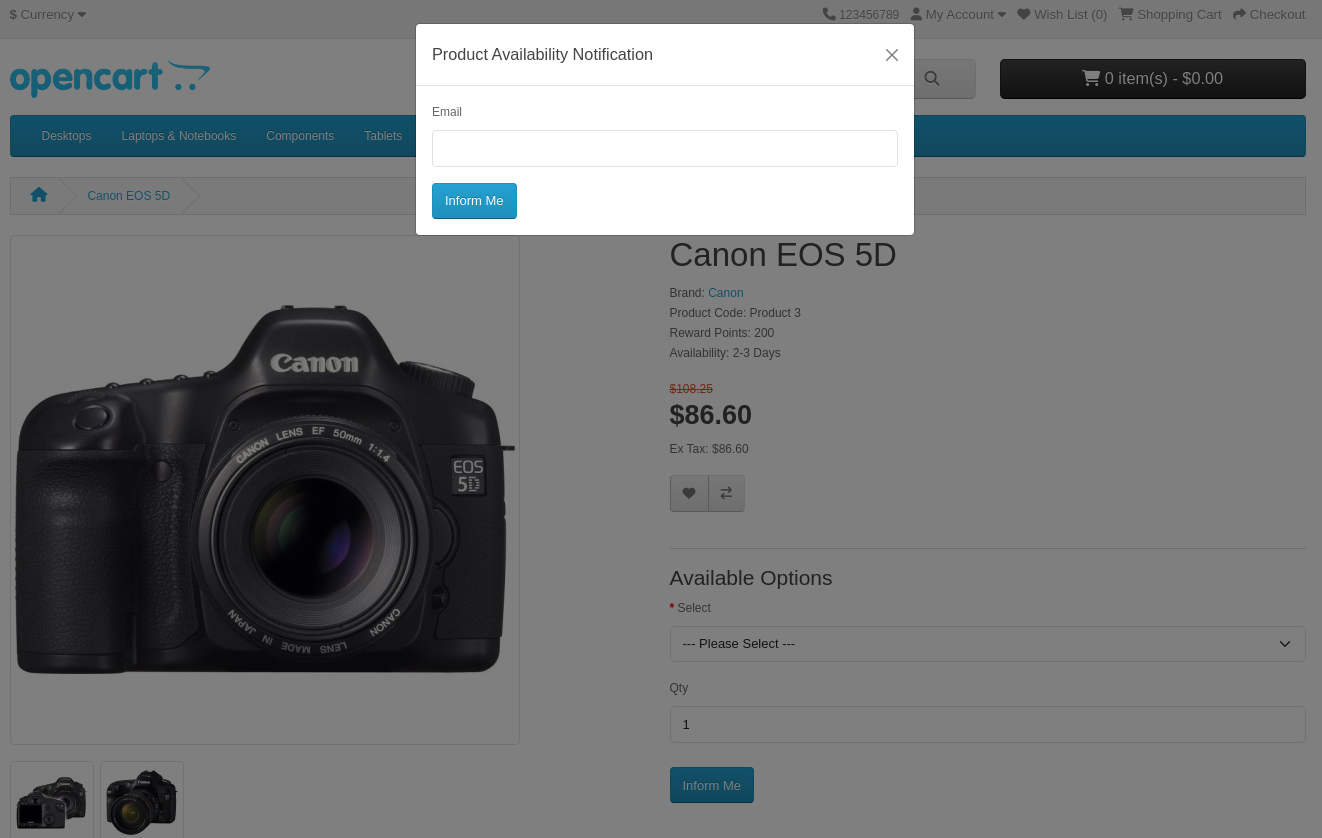 $ Currency
123456789
My Account
Wish List (0)
Shopping Cart
Checkout
Product Availability Notification
opencart
0 item(s) - $0.00
Email
Desktops
Laptops & Notebooks
Components
Tablets
Canon EOS 5D
Inform Me
Canon EOS 5D
Brand: Canon
Product Code: Product 3
Reward Points: 200
Availability: 2-3 Days
$108.25
$86.60
Ex Tax: $86.60
Canon
CANON LENS EF 50mm 1:1.4
EOS
5D
CANON LENS MADE IN JAPAN
Available Options
* Select
--- Please Select ---
Qty
1
Inform Me